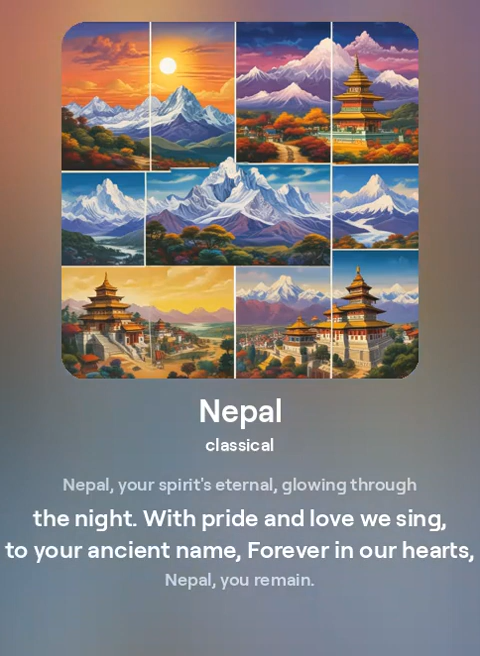 Nepal
classical
Nepal, your spirit's eternal, glowing through
the night. With pride and love we sing,
to your ancient name, Forever in our hearts,
Nepal, you remain.